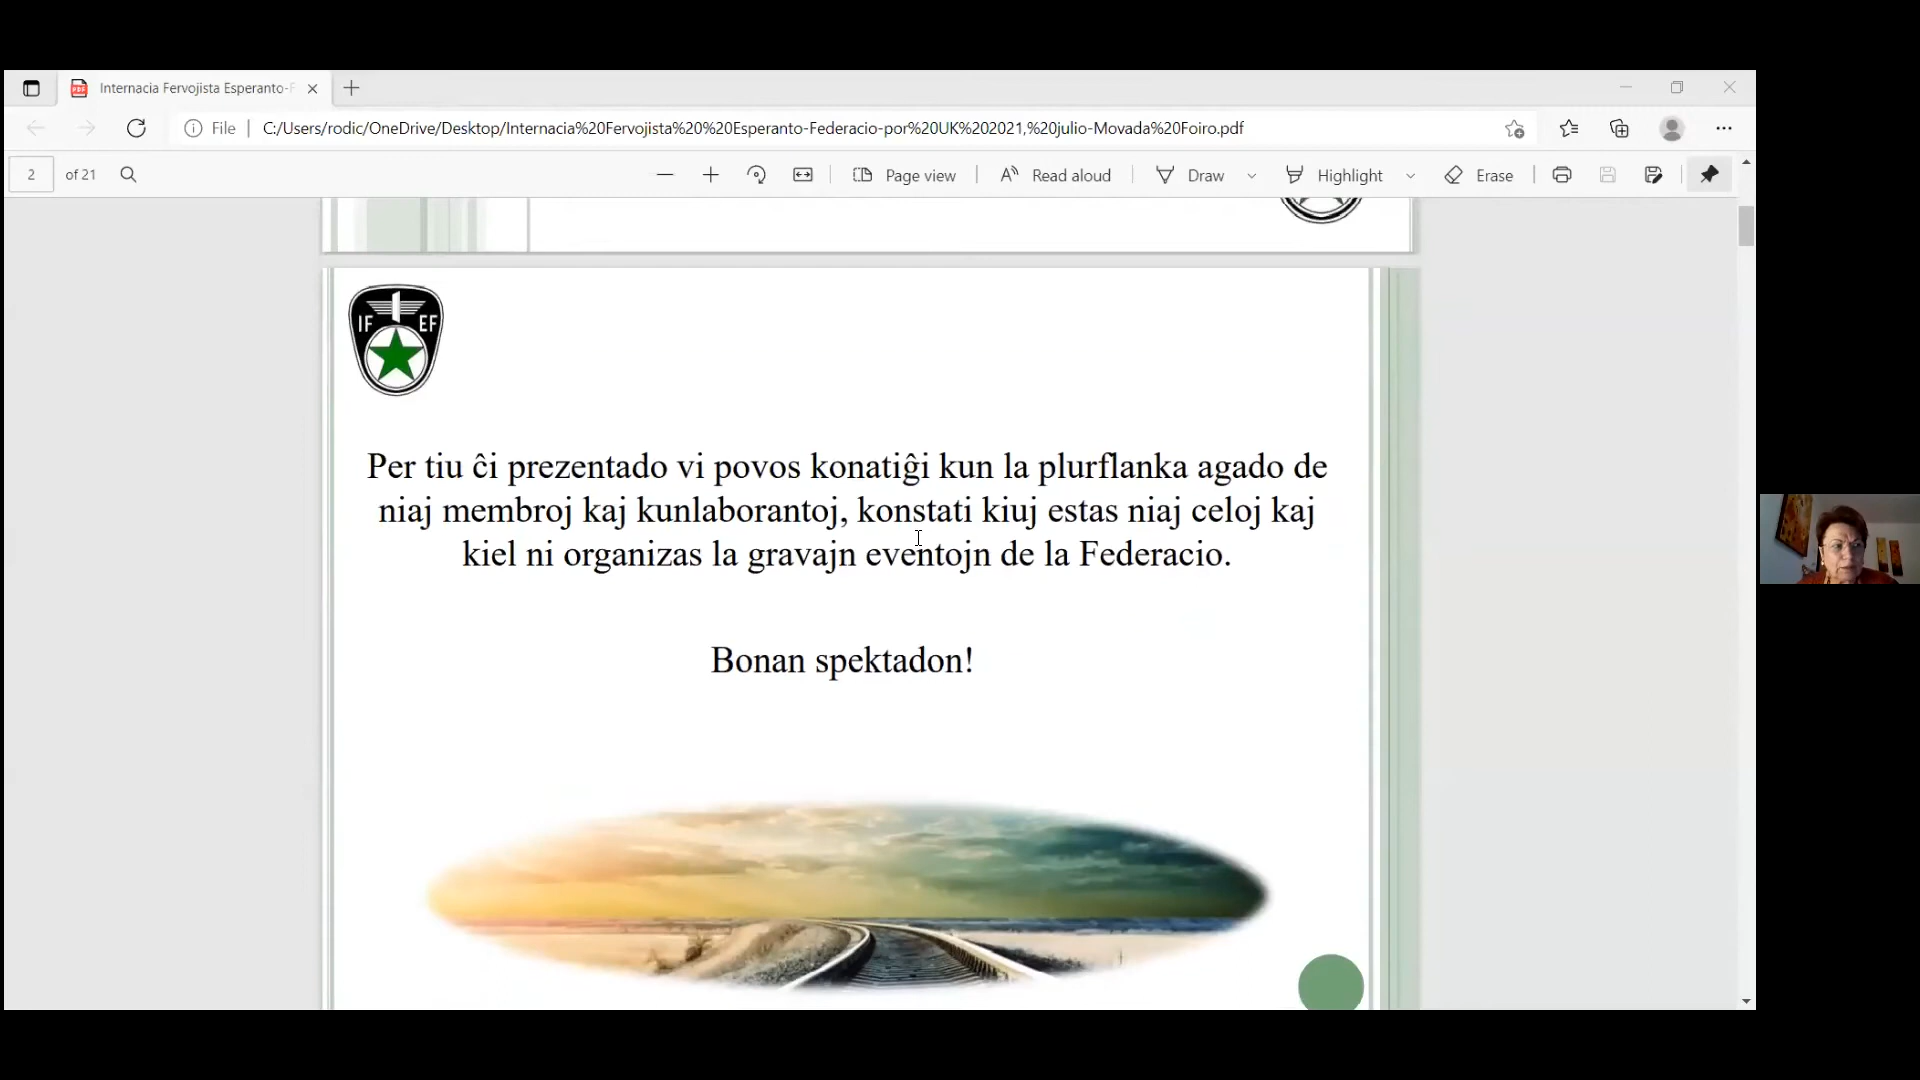 Internacia Fervojista Esperanto-F
File
C:/Users/rodic/OneDrive/Desktop/Internacia%20Fervojista%20%20Esperanto-Federacio-por%20UK%202021,%20julio-Movada%20Foiro.pdf
2 of 21
Page view
Read aloud
Draw
Highlight
Erase
IF EF
Per tiu ĉi prezentado vi povos konatiĝi kun la plurflanka agado de
niaj membroj kaj kunlaborantoj, konstati kiuj estas niaj celoj kaj
kiel ni organizas la gravajn eventojn de la Federacio.
Bonan spektadon!